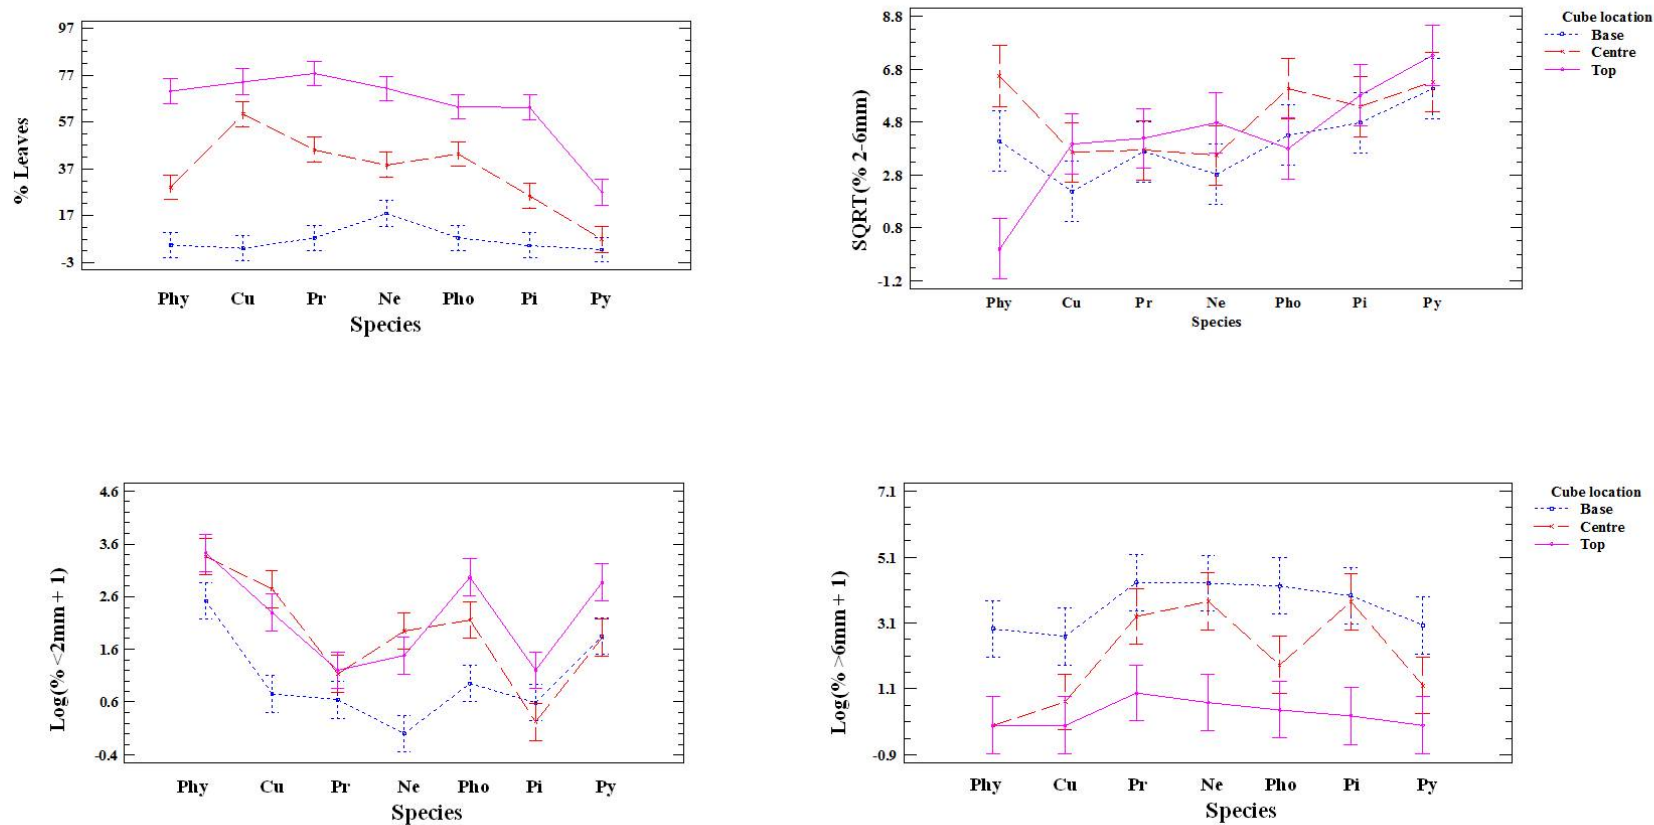 % Leaves
97
77
57
37
17
-3
Phy Cu Pr Ne Pho Pi Py
Species
SQRT(% 2-6mm)
8.8
6.8
4.8
2.8
0.8
-1.2
Phy Cu Pr Ne Pho Pi Py
Species
Cube location
Base
Centre
Top
Log(% <2mm + 1)
4.6
3.6
2.6
1.6
0.6
-0.4
Phy Cu Pr Ne Pho Pi Py
Species
Log(% >6mm + 1)
7.1
5.1
3.1
1.1
-0.9
Phy Cu Pr Ne Pho Pi Py
Species
Cube location
Base
Centre
Top